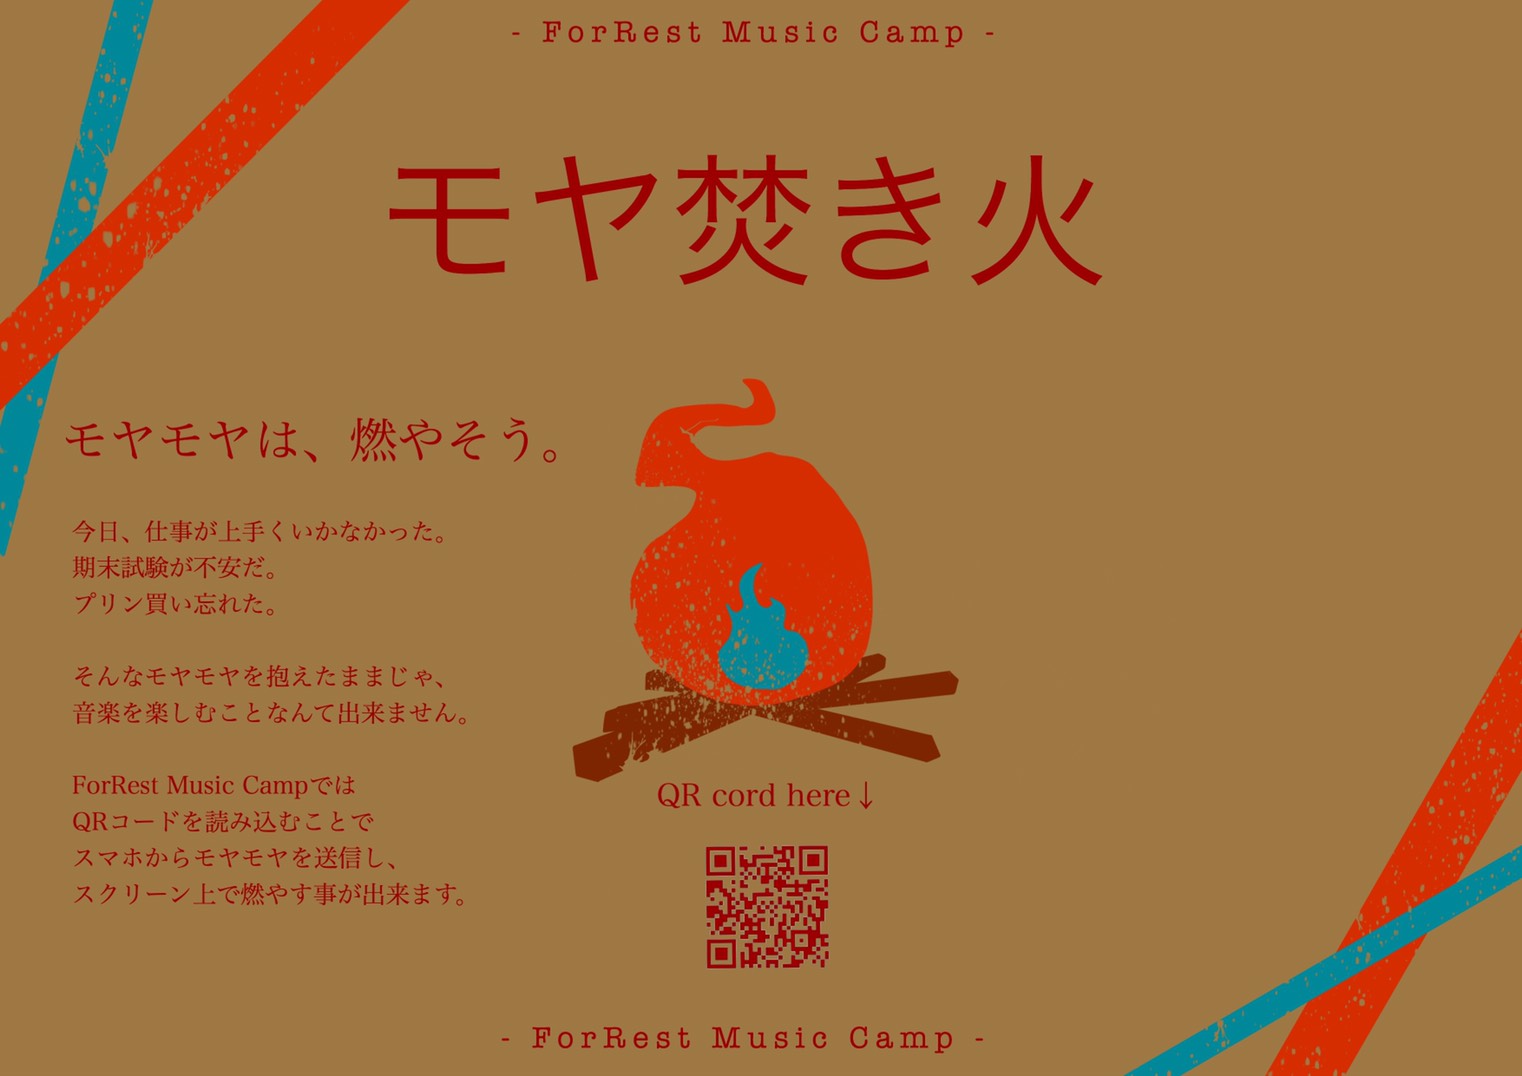 - ForRest Music Camp -
モヤ焚き火
モヤモヤは、燃やそう。
今日、仕事が上手くいかなかった。
期末試験が不安だ。
プリン買い忘れた。
そんなモヤモヤを抱えたままじゃ、
音楽を楽しむことなんて出来ません。
ForRest Music Campでは
QRコードを読み込むことで
スマホからモヤモヤを送信し、
スクリーン上で燃やす事が出来ます。
QR cord here↓
- ForRest Music Camp -